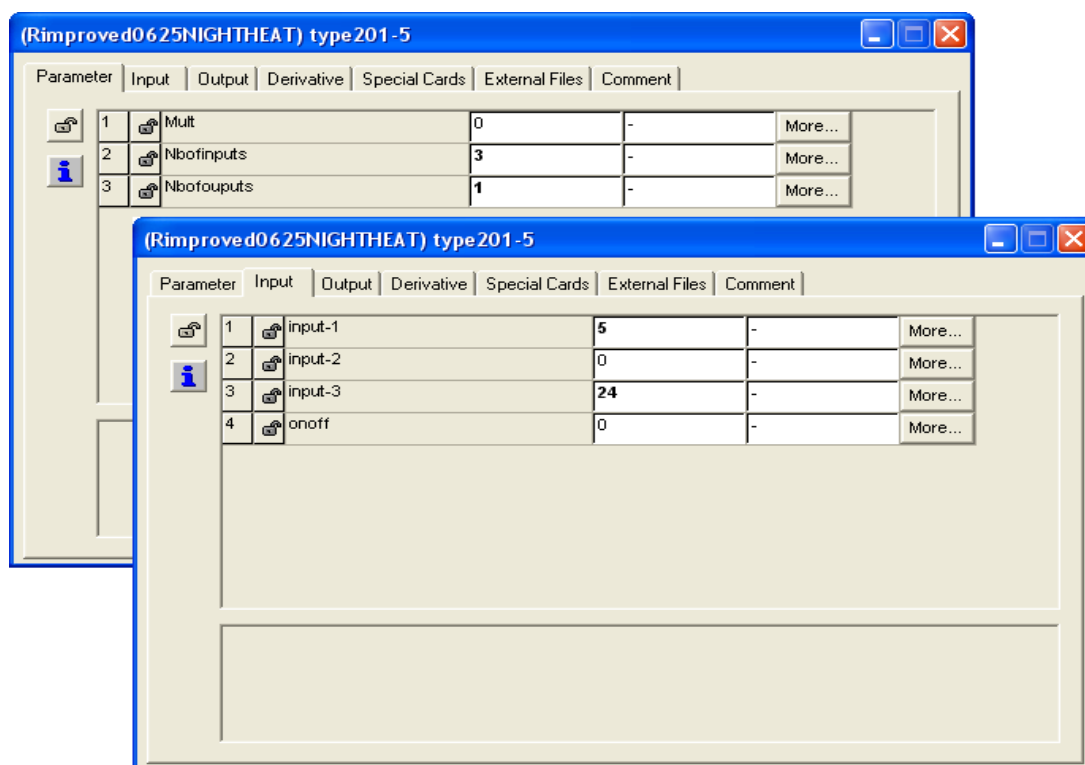 (Rimproved0625NIGHTHEAT) type201-5
Parameter Input Output Derivative Special Cards External Files Comment
1 Mult 0 - More...
2 Nbofinputs 3 - More...
3 Nbofouputs 1 - More...
(Rimproved0625NIGHTHEAT) type201-5
Parameter Input Output Derivative Special Cards External Files Comment
1 input-1 5 - More...
2 input-2 0 - More...
3 input-3 24 - More...
4 onoff 0 - More...